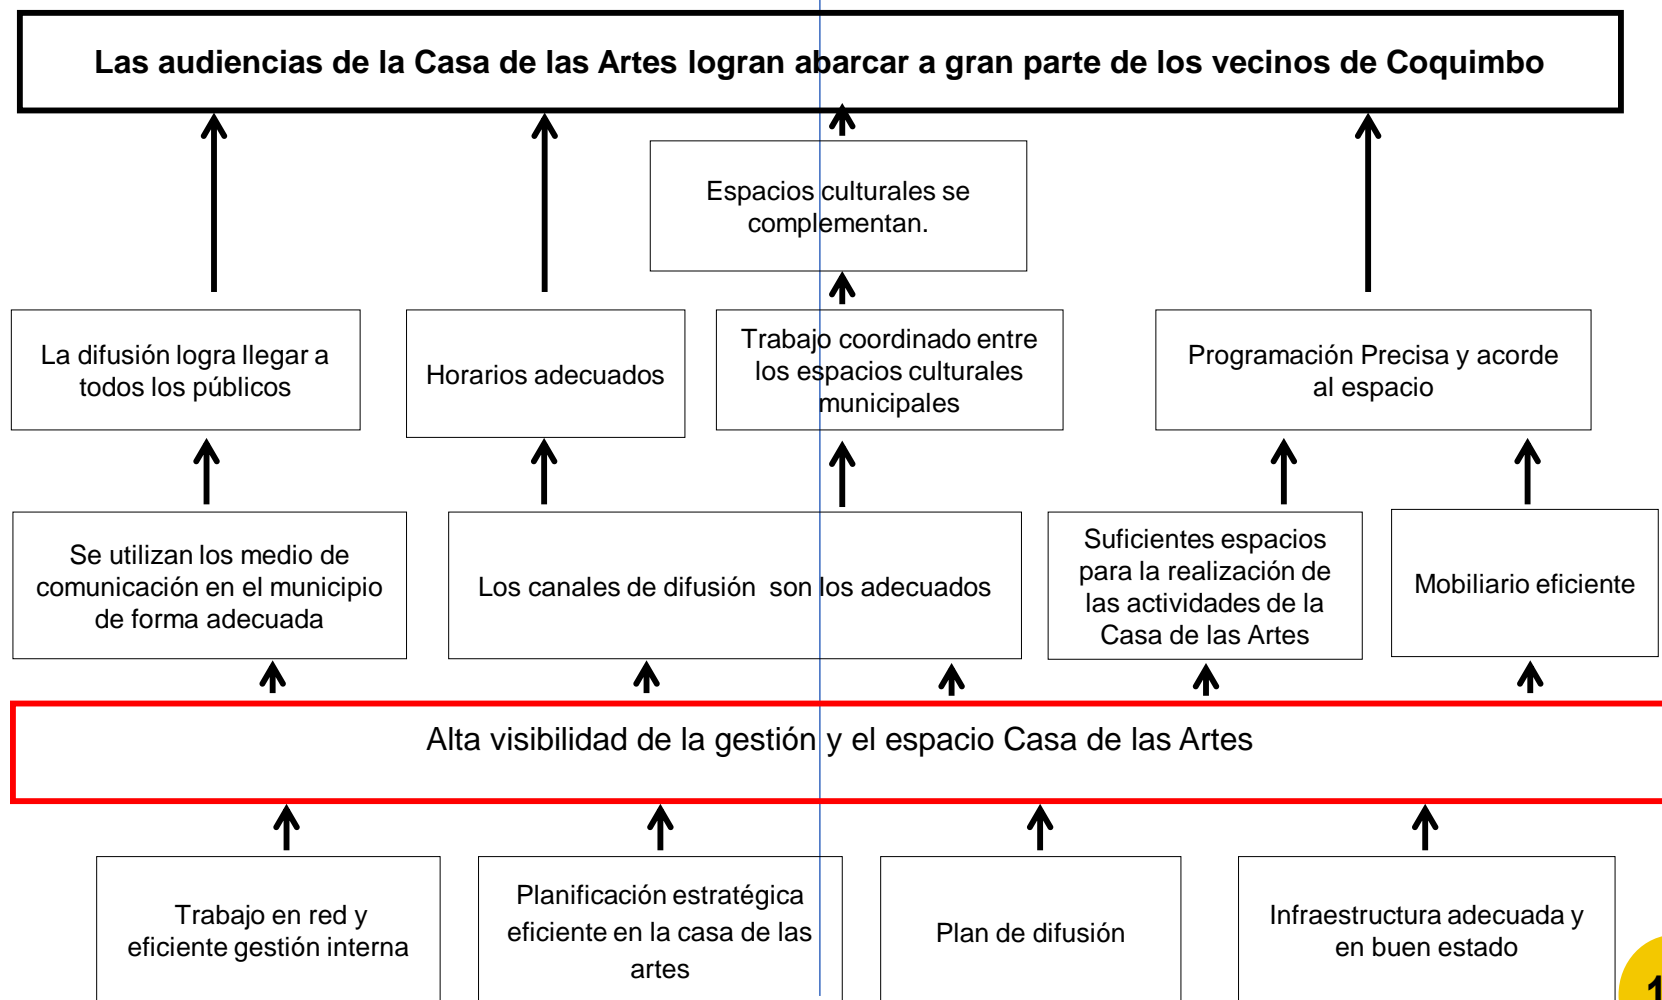 Las audiencias de la Casa de las Artes logran abarcar a gran parte de los vecinos de Coquimbo
Espacios culturales se
complementan.
La difusión logra llegar a
todos los públicos
Horarios adecuados
Trabajo coordinado entre
los espacios culturales
municipales
Programación Precisa y acorde
al espacio
Se utilizan los medio de
comunicación en el municipio
de forma adecuada
Los canales de difusión son los adecuados
Suficientes espacios
para la realización de
las actividades de la
Casa de las Artes
Mobiliario eficiente
Alta visibilidad de la gestión y el espacio Casa de las Artes
Trabajo en red y
eficiente gestión interna
Planificación estratégica
eficiente en la casa de las
artes
Plan de difusión
Infraestructura adecuada y
en buen estado